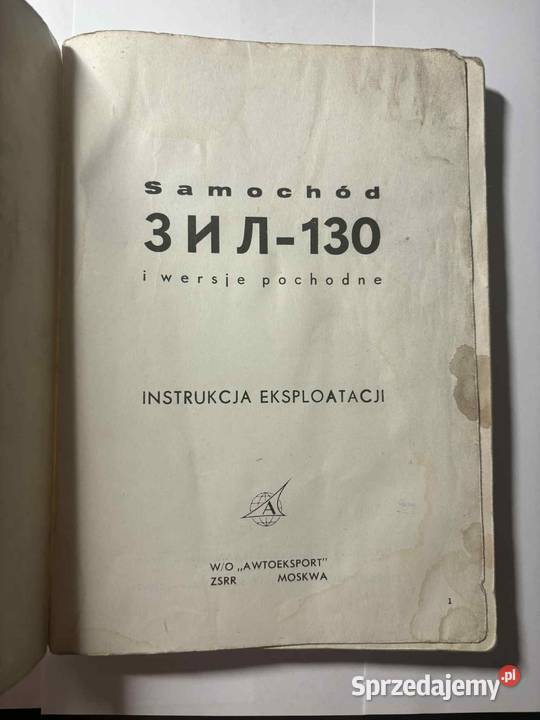 Samochód
ЗИЛ-130
i wersje pochodne
INSTRUKCJA EKSPLOATACJI
A
W/O „AWTOEKSPORT"
ZSRR MOSKWA
1
Sprzedajemy.pl